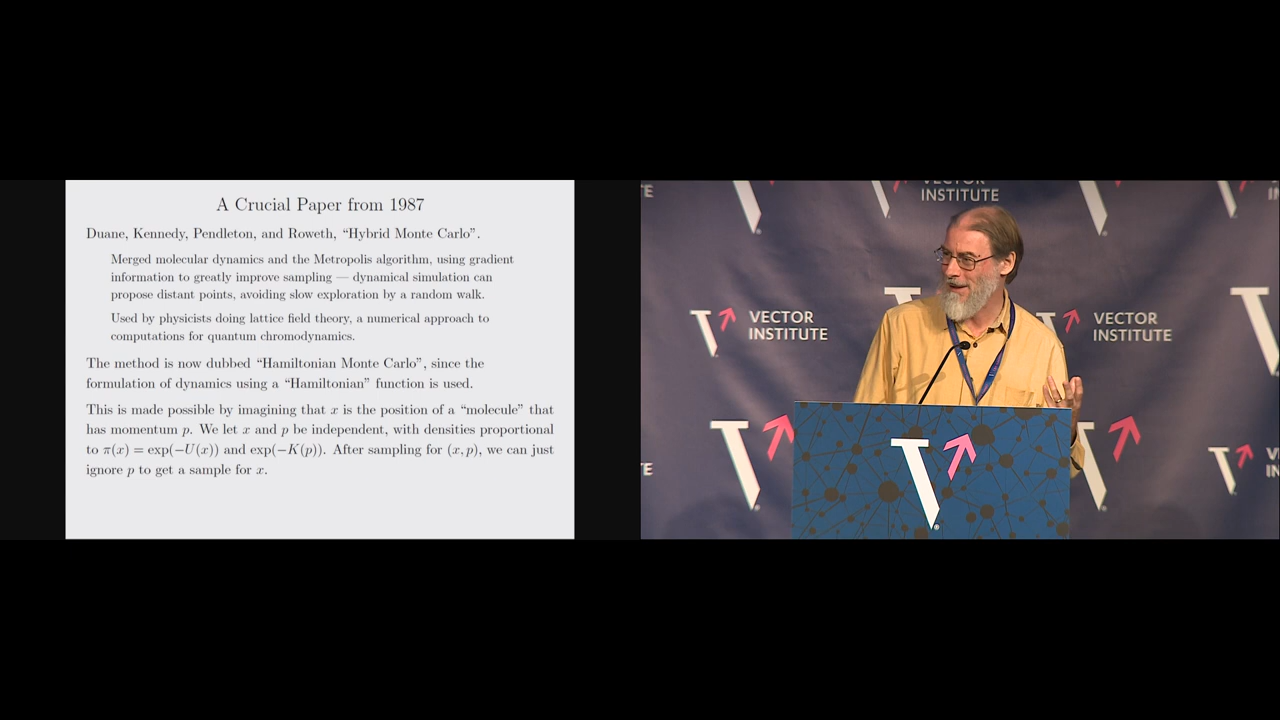 A Crucial Paper from 1987
Duane, Kennedy, Pendleton, and Roweth, “Hybrid Monte Carlo”.
Merged molecular dynamics and the Metropolis algorithm, using gradient
information to greatly improve sampling — dynamical simulation can
propose distant points, avoiding slow exploration by a random walk.
Used by physicists doing lattice field theory, a numerical approach to
computations for quantum chromodynamics.
The method is now dubbed “Hamiltonian Monte Carlo”, since the
formulation of dynamics using a “Hamiltonian” function is used.
This is made possible by imagining that x is the position of a “molecule” that
has momentum p. We let x and p be independent, with densities proportional
to π(x) = exp(−U(x)) and exp(−K(p)). After sampling for (x, p), we can just
ignore p to get a sample for x.
VECTOR
INSTITUTE
VECTOR
INSTITUTE
VECTOR
INSTITUTE